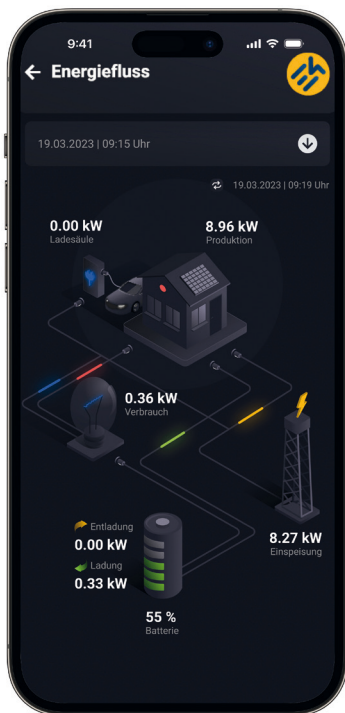 9:41
Energiefluss
19.03.2023 | 09:15 Uhr
19.03.2023 | 09:19 Uhr
0.00 kW
Ladesäule
8.96 kW
Produktion
0.36 kW
Verbrauch
8.27 kW
Einspeisung
Entladung
0.00 kW
Ladung
0.33 kW
55 %
Batterie